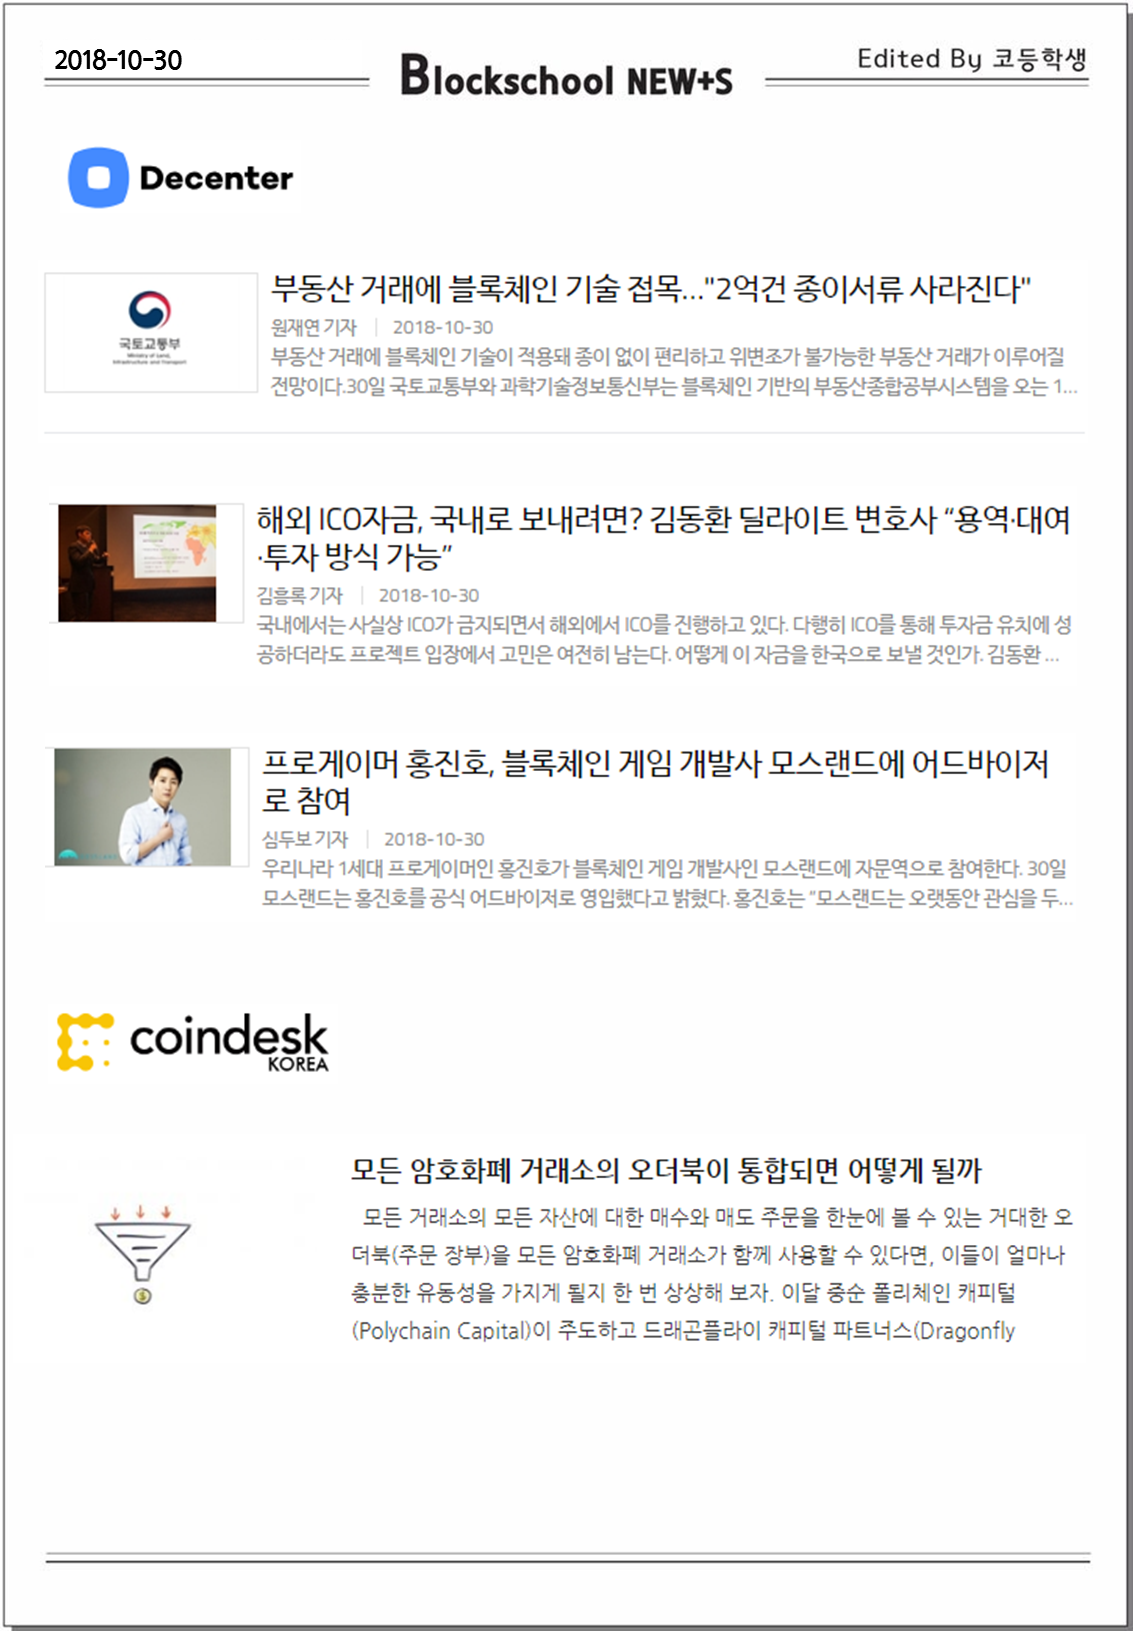 2018-10-30
Blockschool NEW+S
Edited By 코등학생
Decenter
국토교통부
Ministry of Land,
Infrastructure and Transport
부동산 거래에 블록체인 기술 접목..."2억건 종이서류 사라진다"
원재연 기자 | 2018-10-30
부동산 거래에 블록체인 기술이 적용돼 종이 없이 편리하고 위변조가 불가능한 부동산 거래가 이루어질
전망이다.30일 국토교통부와 과학기술정보통신부는 블록체인 기반의 부동산종합공부시스템을 오는 1...
해외 ICO자금, 국내로 보내려면? 김동환 딜라이트 변호사 “용역·대여
·투자 방식 가능”
김흥록 기자 | 2018-10-30
국내에서는 사실상 ICO가 금지되면서 해외에서 ICO를 진행하고 있다. 다행히 ICO를 통해 투자금 유치에 성
공하더라도 프로젝트 입장에서 고민은 여전히 남는다. 어떻게 이 자금을 한국으로 보낼 것인가. 김동환 ...
프로게이머 홍진호, 블록체인 게임 개발사 모스랜드에 어드바이저
로 참여
심두보 기자 | 2018-10-30
우리나라 1세대 프로게이머인 홍진호가 블록체인 게임 개발사인 모스랜드에 자문역으로 참여한다. 30일
모스랜드는 홍진호를 공식 어드바이저로 영입했다고 밝혔다. 홍진호는 “모스랜드는 오랫동안 관심을 두...
coindesk
KOREA
모든 암호화폐 거래소의 오더북이 통합되면 어떻게 될까
모든 거래소의 모든 자산에 대한 매수와 매도 주문을 한눈에 볼 수 있는 거대한 오
더북(주문 장부)을 모든 암호화폐 거래소가 함께 사용할 수 있다면, 이들이 얼마나
충분한 유동성을 가지게 될지 한 번 상상해 보자. 이달 중순 폴리체인 캐피털
(Polychain Capital)이 주도하고 드래곤플라이 캐피털 파트너스(Dragonfly